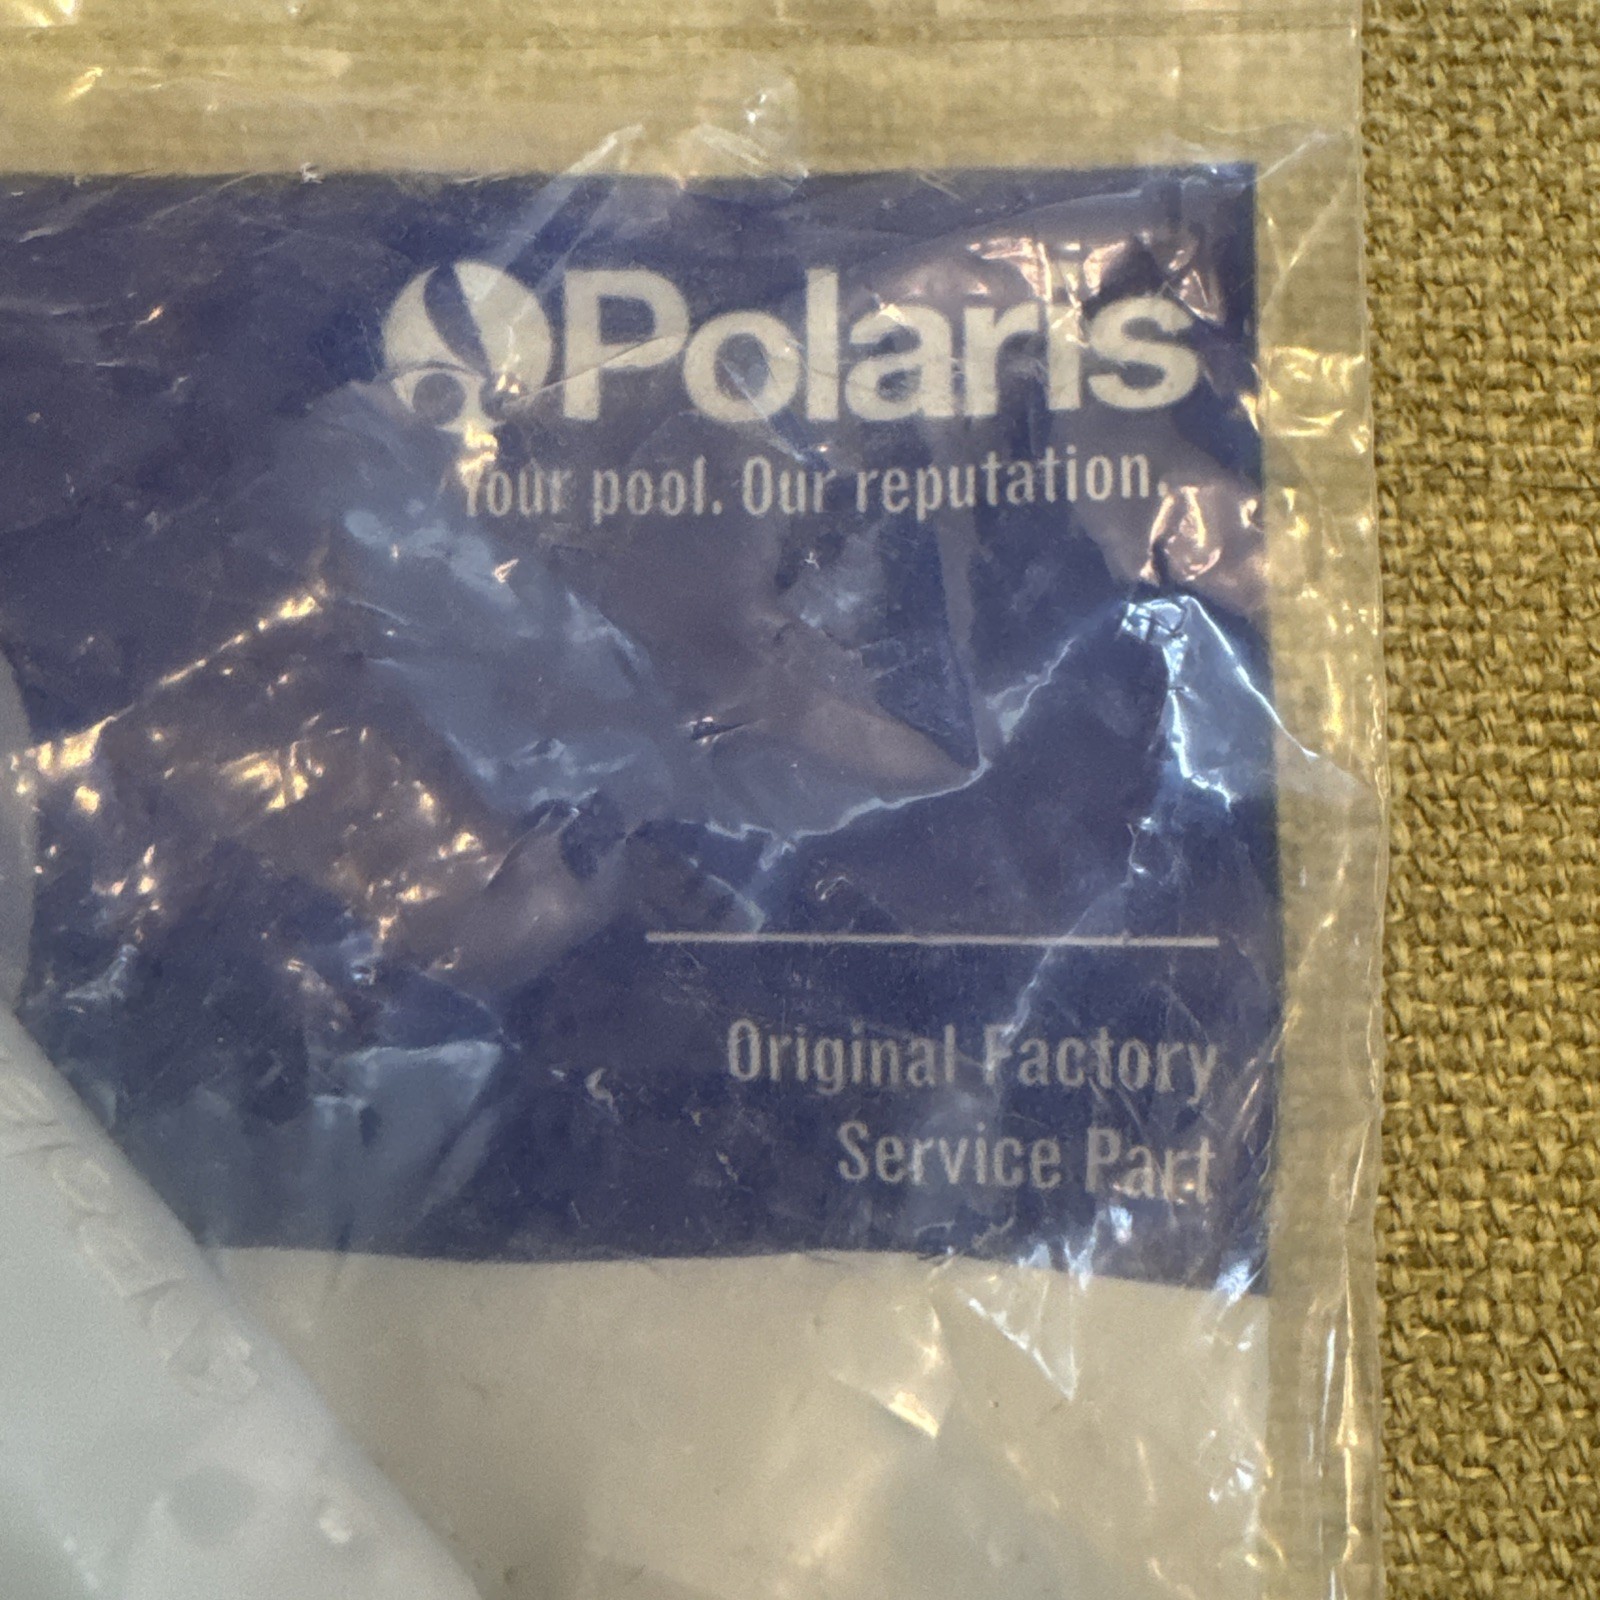 Polaris
Your pool. Our reputation.
Original Factory
Service Part